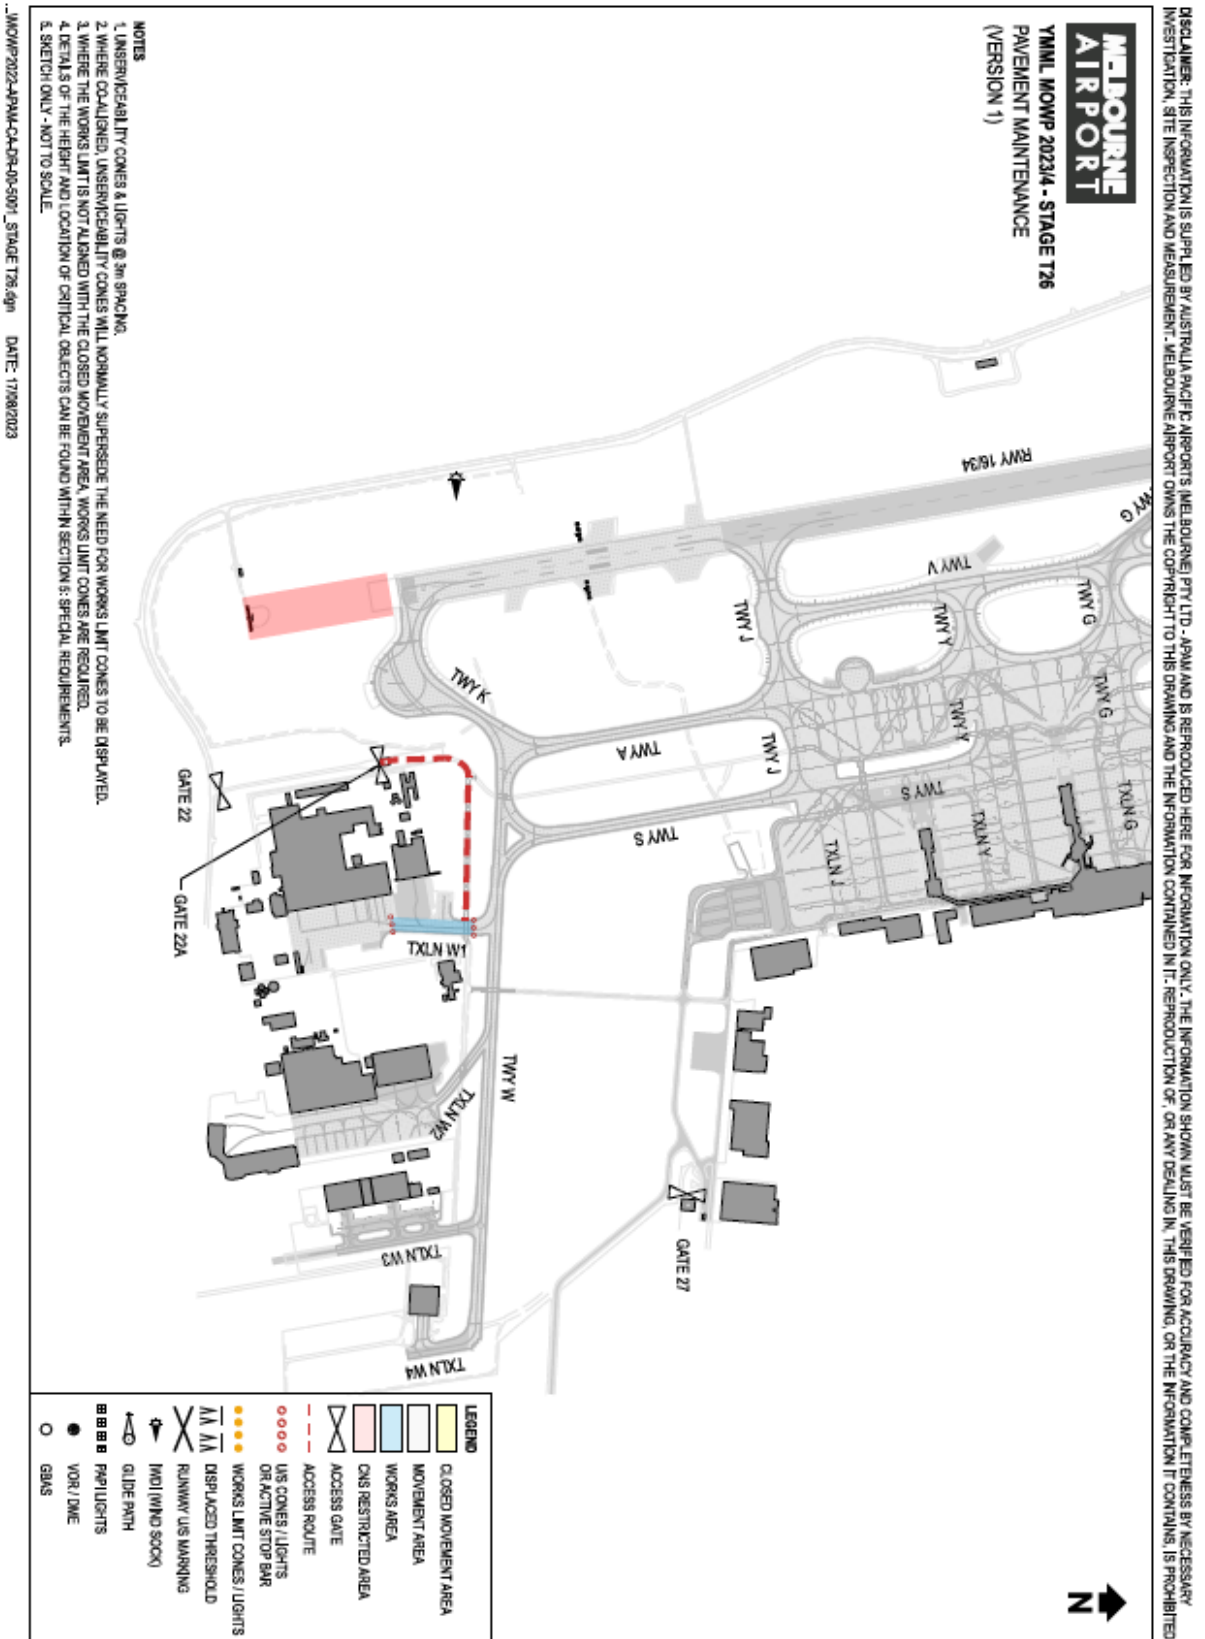 DISCLAIMER: THIS INFORMATION IS SUPPLIED BY AUSTRALIA PACIFIC AIRPORTS (MELBOURNE) PTY LTD - APAM AND IS REPRODUCED HERE FOR INFORMATION ONLY. THE INFORMATION SHOWN MUST BE VERIFIED FOR ACCURACY AND COMPLETENESS BY NECESSARY
INVESTIGATION, SITE INSPECTION AND MEASUREMENT. MELBOURNE AIRPORT OWNS THE COPYRIGHT TO THIS DRAWING AND THE INFORMATION CONTAINED IN IT. REPRODUCTION OF, OR ANY DEALING IN, THIS DRAWING, OR THE INFORMATION IT CONTAINS, IS PROHIBITED
MELBOURNE
AIRPORT
YMML MOWP 2023/4 - STAGE T26
PAVEMENT MAINTENANCE
(VERSION 1)
RWY 16/34
TWY G
TWY V
TWY G
TWY J
TWY Y
TWY G
TWY K
TWY A
TWY J
TWY Y
TWY S
TXLN G
TWY S
TXLN J
TXLN Y
GATE 22
GATE 22A
TXLN W1
TWY W
TXLN W2
GATE 27
TXLN W3
TXLN W4
N
NOTES
1. UNSERVICEABILITY CONES & LIGHTS @ 3m SPACING.
2. WHERE CO-ALIGNED, UNSERVICEABILITY CONES WILL NORMALLY SUPERSEDE THE NEED FOR WORKS LIMIT CONES TO BE DISPLAYED.
3. WHERE THE WORKS LIMIT IS NOT ALIGNED WITH THE CLOSED MOVEMENT AREA, WORKS LIMIT CONES ARE REQUIRED.
4. DETAILS OF THE HEIGHT AND LOCATION OF CRITICAL OBJECTS CAN BE FOUND WITHIN SECTION 6: SPECIAL REQUIREMENTS.
5. SKETCH ONLY - NOT TO SCALE.
LEGEND
CLOSED MOVEMENT AREA
MOVEMENT AREA
WORKS AREA
CNS RESTRICTED AREA
ACCESS GATE
ACCESS ROUTE
U/S CONES / LIGHTS
OR ACTIVE STOP BAR
WORKS LIMIT CONES / LIGHTS
DISPLACED THRESHOLD
RUNWAY U/S MARKING
IWDI (WIND SOCK)
GLIDE PATH
PAPI LIGHTS
VOR / DME
GBAS
...\MOWP2022-APAM-CA-DR-00-5001_STAGE T26.dgn DATE: 17/08/2023